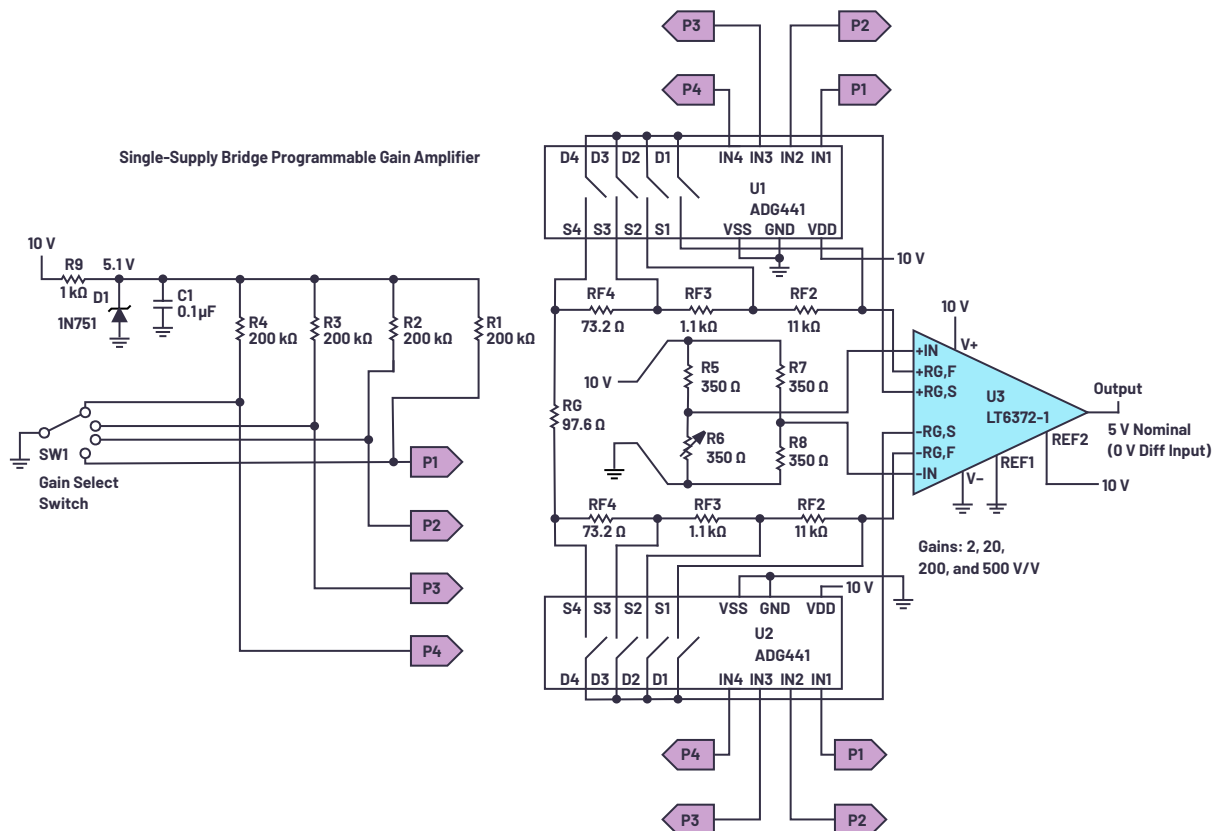 P3
P2
P4
P1
Single-Supply Bridge Programmable Gain Amplifier
D4 D3 D2 D1 IN4 IN3 IN2 IN1
U1
ADG441
S4 S3 S2 S1 VSS GND VDD
10 V
10 V
R9
1 kΩ
5.1 V
D1
1N751
C1
0.1 µF
R4
200 kΩ
R3
200 kΩ
R2
200 kΩ
R1
200 kΩ
RF4
73.2 Ω
RF3
1.1 kΩ
RF2
11 kΩ
10 V
R5
350 Ω
R7
350 Ω
RG
97.6 Ω
R6
350 Ω
R8
350 Ω
10 V
V+
+IN
+RG,F
+RG,S
U3
LT6372-1
-RG,S
-RG,F
-IN
V-
REF1
REF2
10 V
Output
5 V Nominal
(0 V Diff Input)
SW1
Gain Select
Switch
P1
P2
P3
P4
RF4
73.2 Ω
RF3
1.1 kΩ
RF2
11 kΩ
Gains: 2, 20,
200, and 500 V/V
10 V
S4 S3 S2 S1 VSS GND VDD
U2
ADG441
D4 D3 D2 D1 IN4 IN3 IN2 IN1
P4
P1
P3
P2